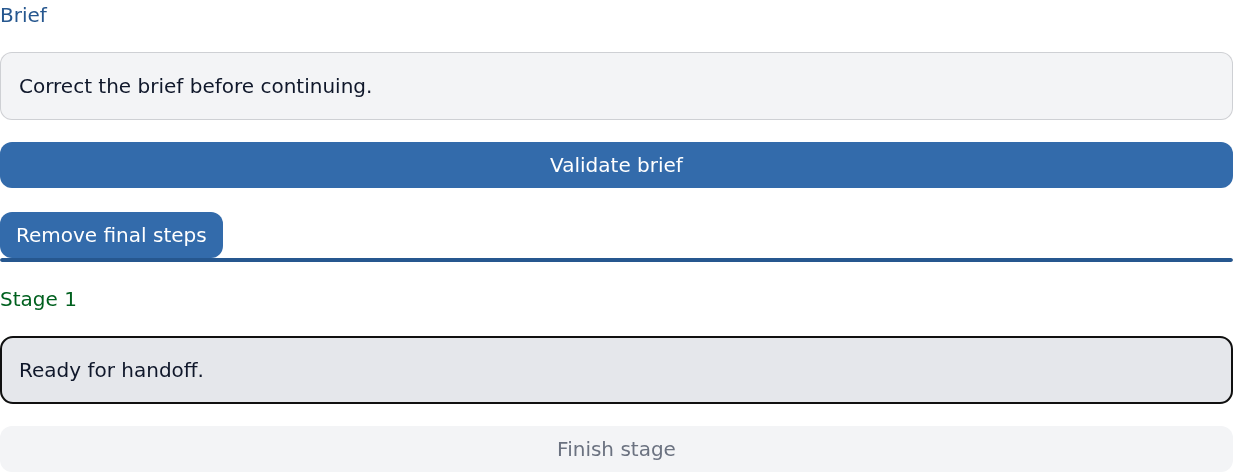 Brief
Correct the brief before continuing.
Validate brief
Remove final steps
Stage 1
Ready for handoff.
Finish stage